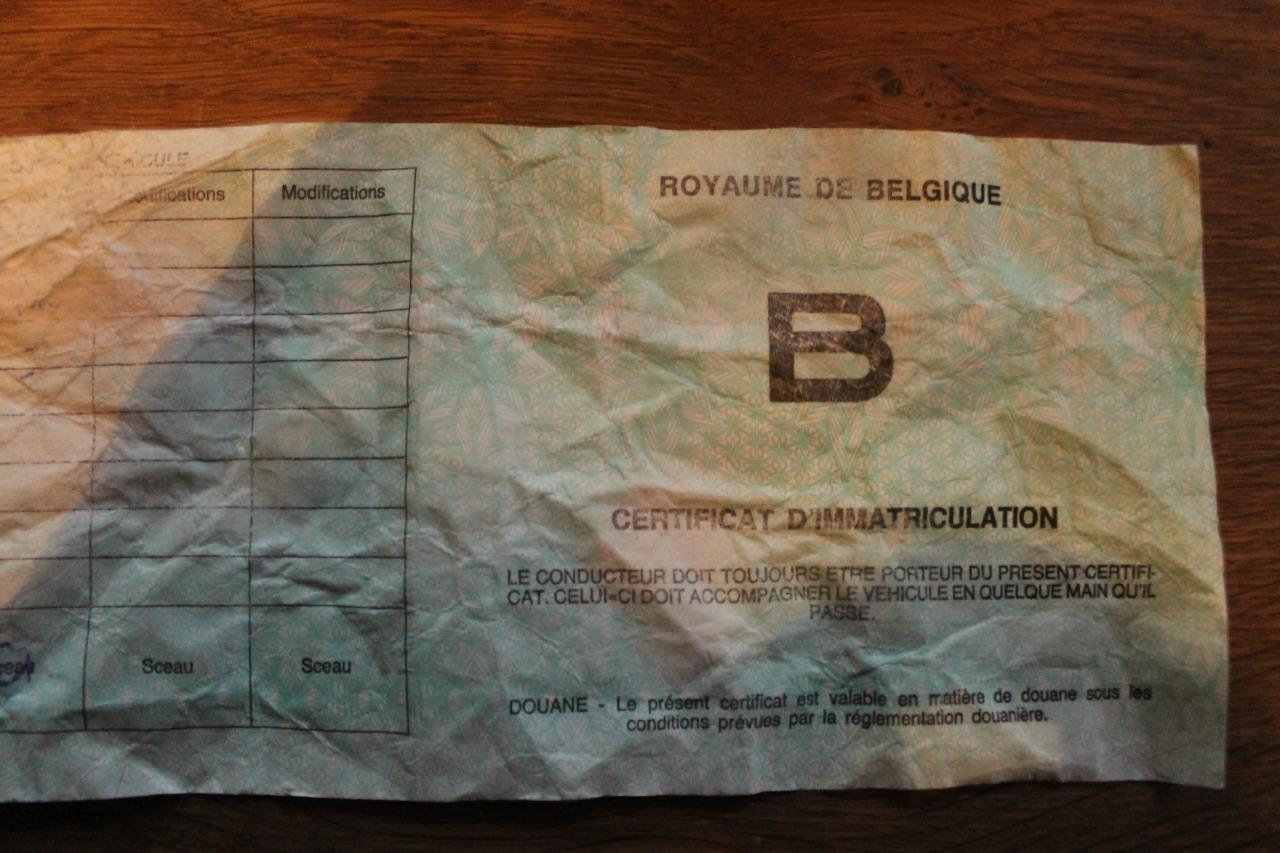 Modifications
Sceau
Sceau
ROYAUME DE BELGIQUE
B
CERTIFICAT D'IMMATRICULATION
LE CONDUCTEUR DOIT TOUJOURS ETRE PORTEUR DU PRESENT CERTIFI-
CAT. CELUI-CI DOIT ACCOMPAGNER LE VEHICULE EN QUELQUE MAIN QU'IL
PASSE.
DOUANE - Le présent certificat est valable en matière de douane sous les
conditions prévues par la réglementation douanière.